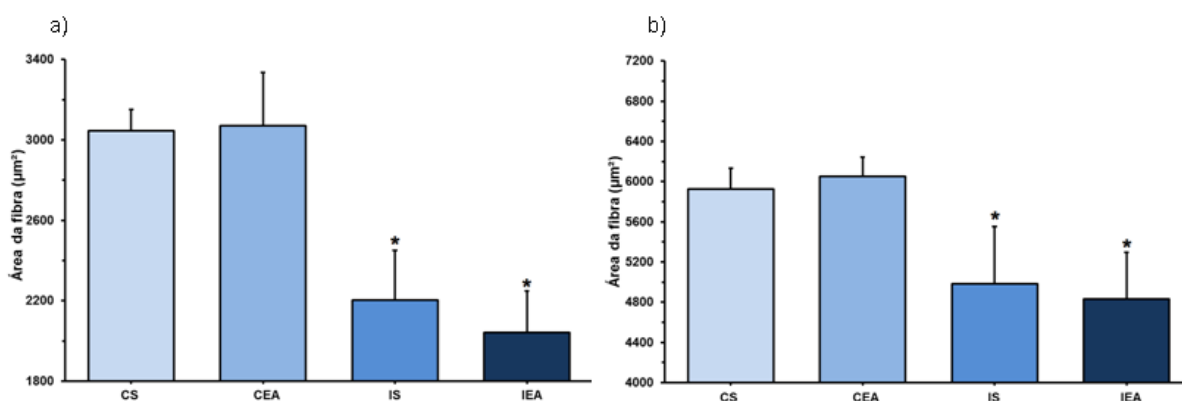 a)
Área da fibra (µm²)
3400
3000
2600
2200
1800
*
*
CS
CEA
IS
IEA
b)
Área da fibra (µm²)
7200
6800
6400
6000
5600
5200
4800
4400
4000
*
*
CS
CEA
IS
IEA